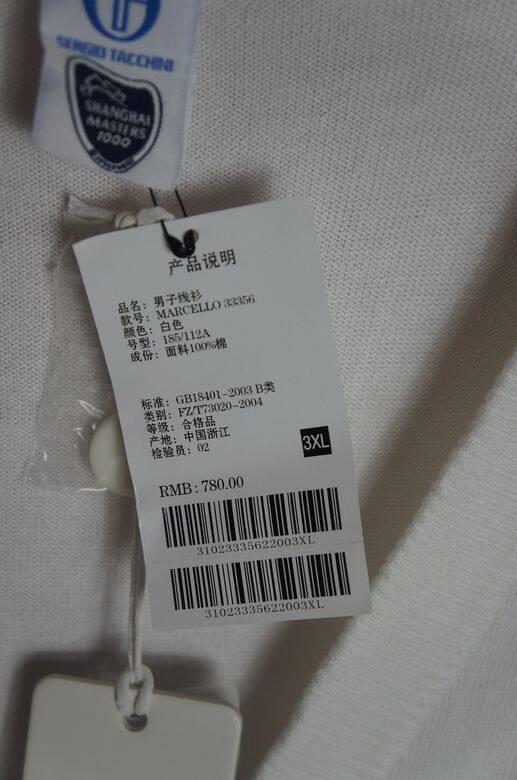 SERGIO TACCHINI
SHANGHAI
MASTERS
1000
产品说明
品名: 男子线衫
款号: MARCELLO 33356
颜色: 白色
号型: 185/112A
成份: 面料100%棉
标准: GB18401-2003 B类
类别: FZ/T73020-2004
等级: 合格品
产地: 中国浙江
检验员: 02
3XL
RMB: 780.00
31023335622003XL
31023335622003XL